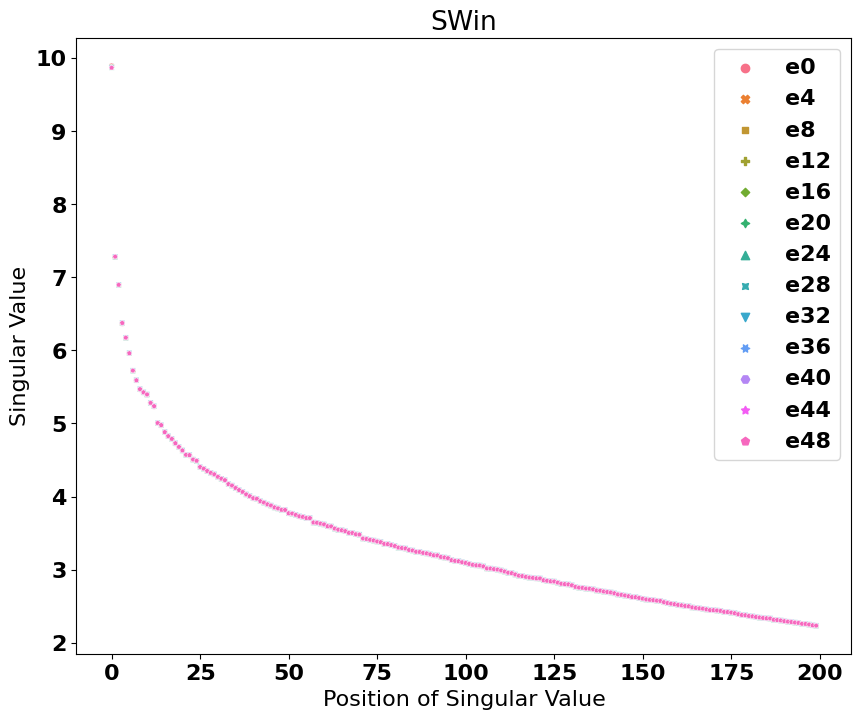 SWin
10
9
8
7
6
5
4
3
2
Singular Value
0 25 50 75 100 125 150 175 200
Position of Singular Value
e0
e4
e8
e12
e16
e20
e24
e28
e32
e36
e40
e44
e48